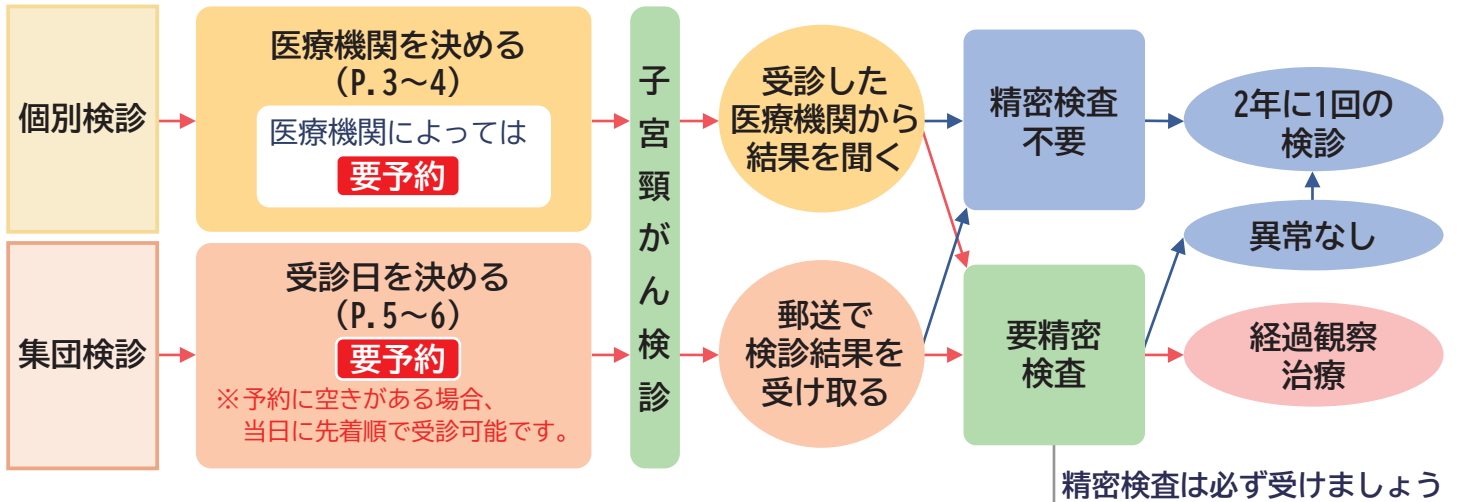 個別検診
医療機関を決める
(P.3〜4)
医療機関によっては
要予約
集団検診
受診日を決める
(P.5〜6)
要予約
※予約に空きがある場合、
当日に先着順で受診可能です。
子宮頸がん検診
受診した
医療機関から
結果を聞く
郵送で
検診結果を
受け取る
精密検査
不要
要精密
検査
2年に1回の
検診
異常なし
経過観察
治療
精密検査は必ず受けましょう